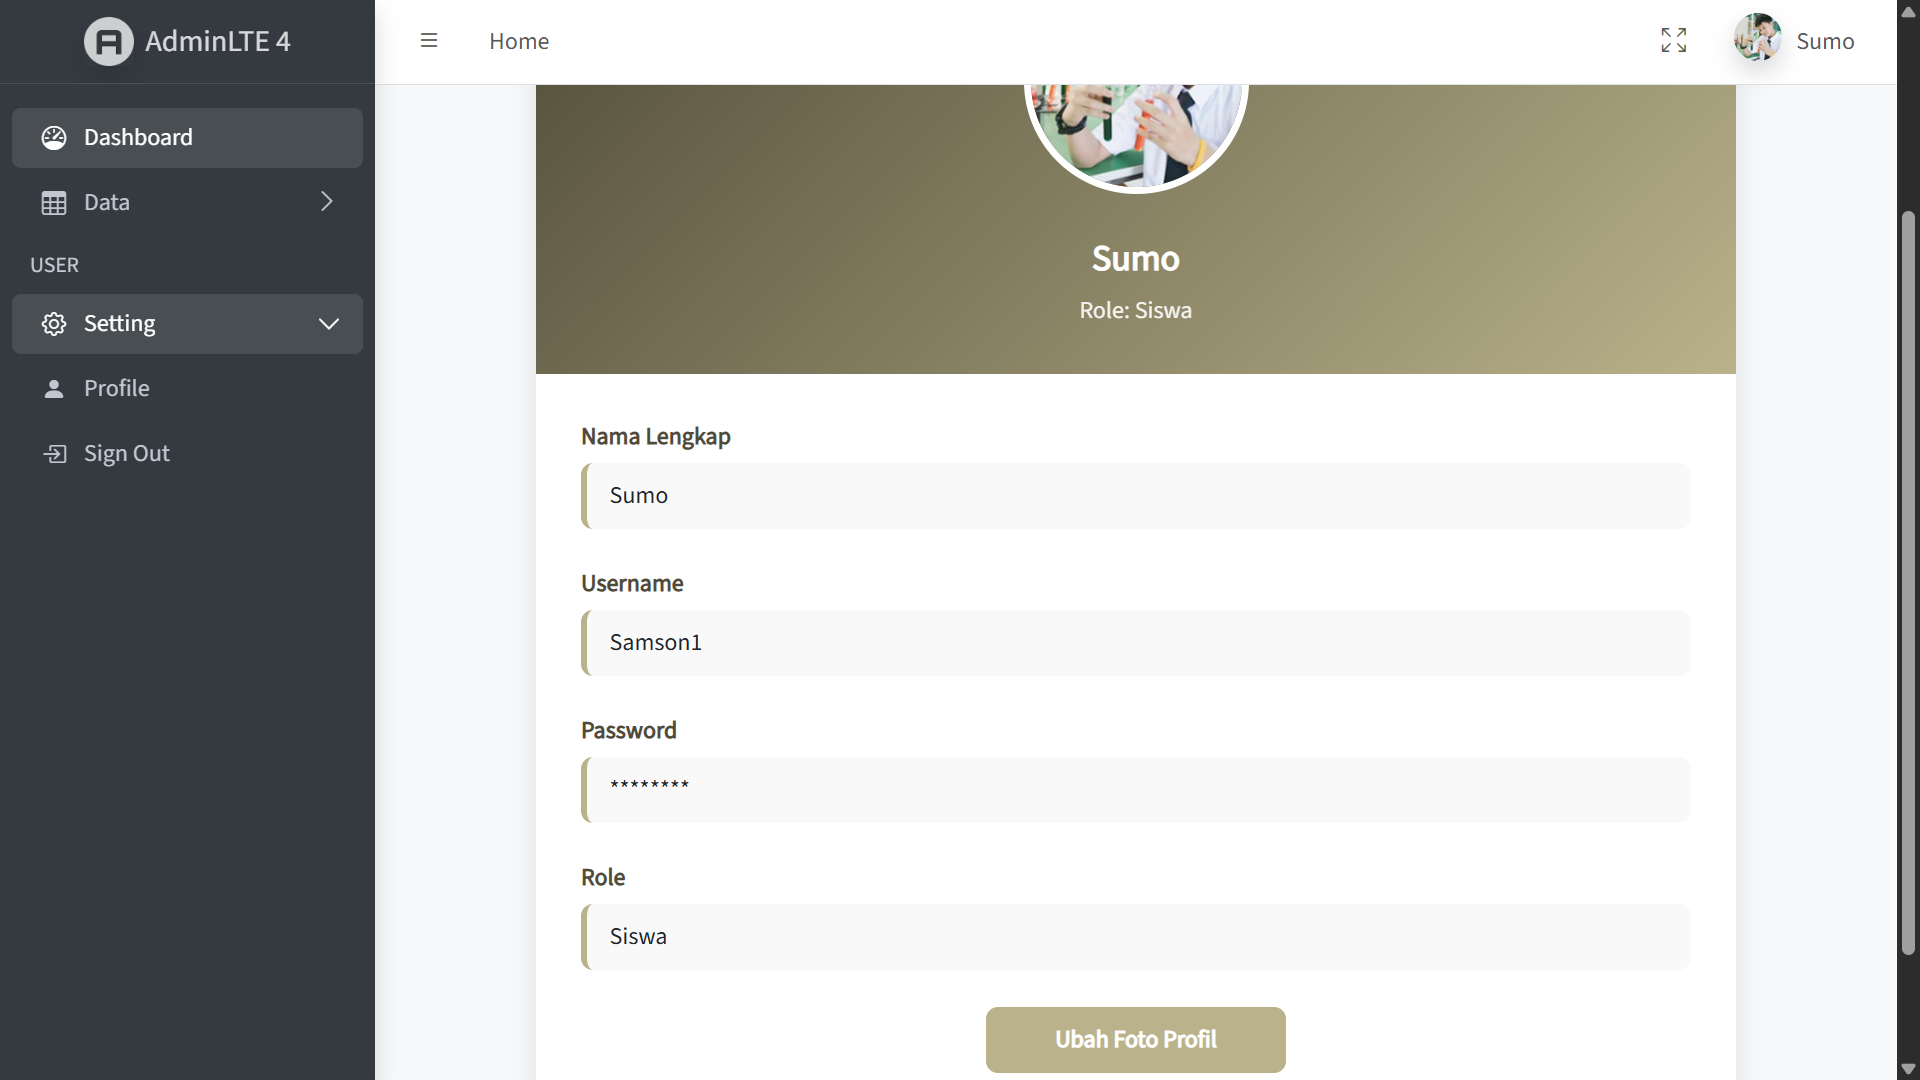 AdminLTE 4
Home
Sumo
Dashboard
Data
USER
Setting
Profile
Sign Out
Sumo
Role: Siswa
Nama Lengkap
Sumo
Username
Samson1
Password
********
Role
Siswa
Ubah Foto Profil